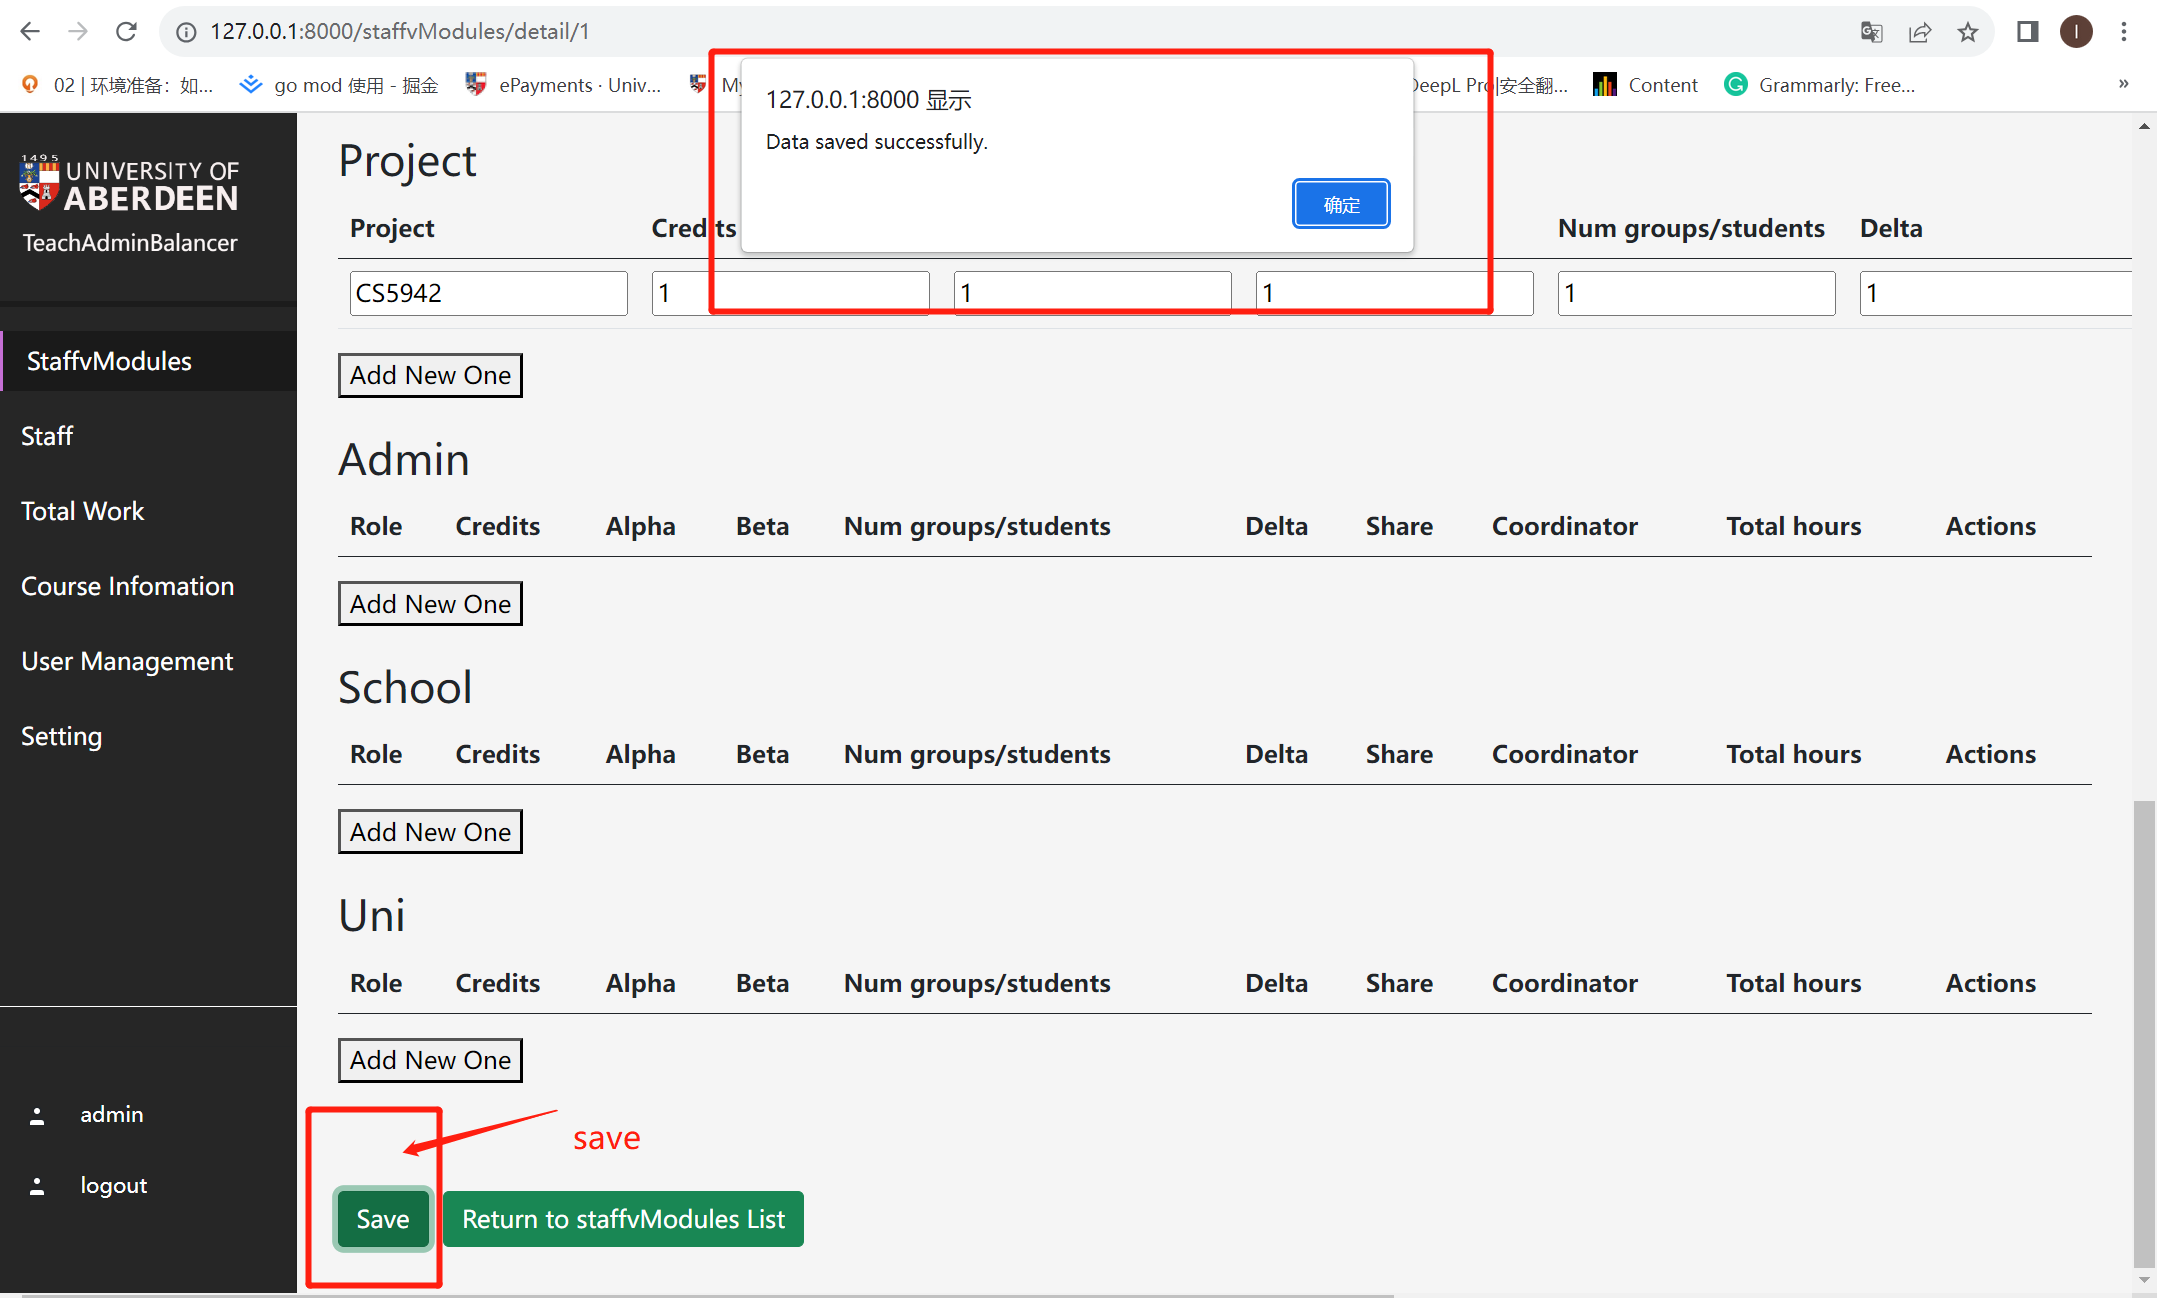 127.0.0.1:8000/staffvModules/detail/1
02 | 环境准备：如...
go mod 使用 - 掘金
ePayments · Univ...
DeepL Pro|安全翻...
Content
Grammarly: Free...
»
127.0.0.1:8000 显示
Data saved successfully.
确定
1495
UNIVERSITY OF
ABERDEEN
TeachAdminBalancer
StaffvModules
Staff
Total Work
Course Infomation
User Management
Setting
admin
logout
Project
Project Credits Num groups/students Delta
CS5942 1 1 1 1 1
Add New One
Admin
Role Credits Alpha Beta Num groups/students Delta Share Coordinator Total hours Actions
Add New One
School
Role Credits Alpha Beta Num groups/students Delta Share Coordinator Total hours Actions
Add New One
Uni
Role Credits Alpha Beta Num groups/students Delta Share Coordinator Total hours Actions
Add New One
save
Save Return to staffvModules List